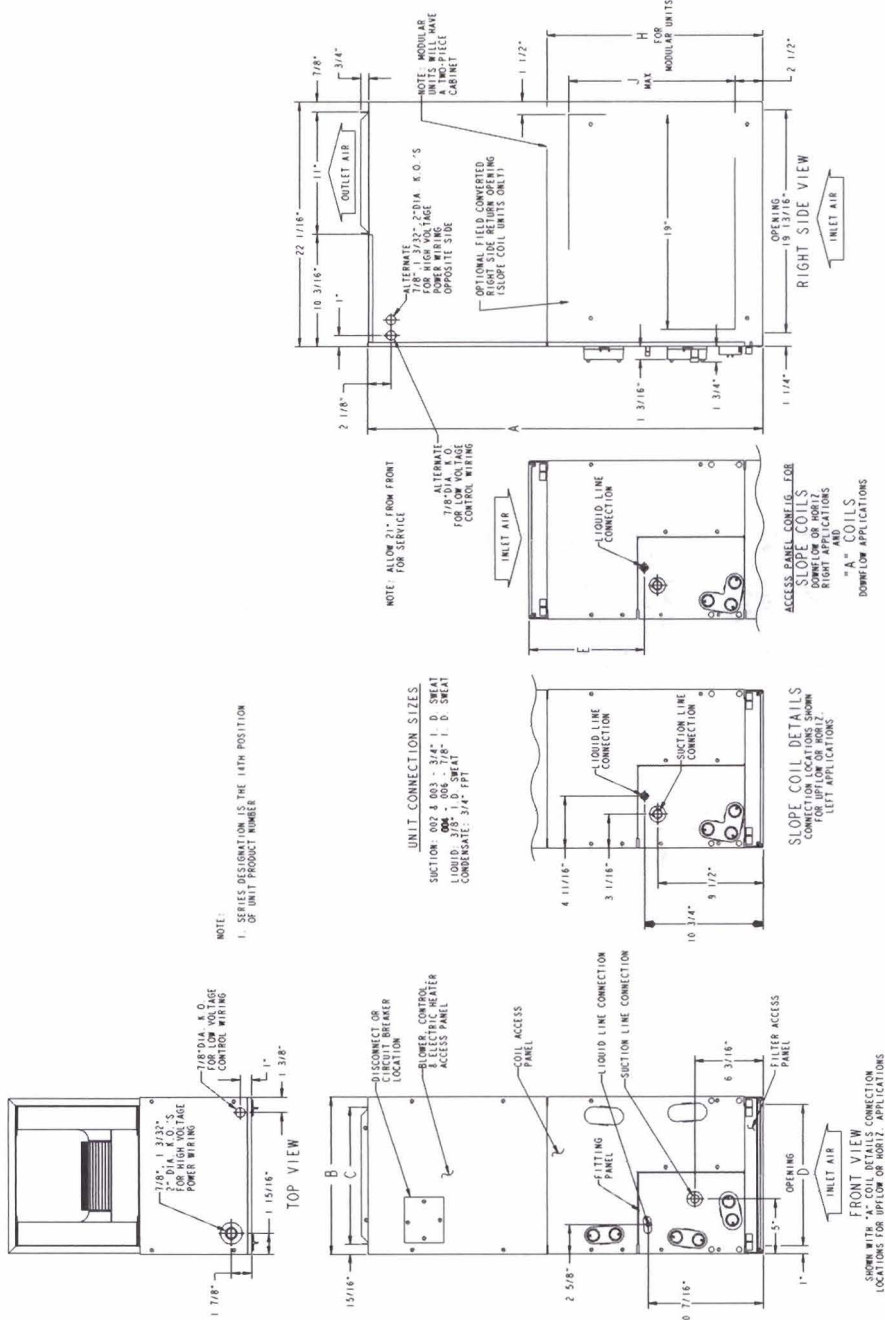 TOP VIEW
7/8", 1 3/32"
2" DIA. K.O.'S
FOR HIGH VOLTAGE
POWER WIRING
7/8"DIA. K.O.
FOR LOW VOLTAGE
CONTROL WIRING
1 7/8"
1 15/16"
1"
1 3/8"
NOTE:
1. SERIES DESIGNATION IS THE 14TH POSITION
OF UNIT PRODUCT NUMBER
B
C
15/16"
DISCONNECT OR
CIRCUIT BREAKER
LOCATION
BLOWER, CONTROL,
& ELECTRIC HEATER
ACCESS PANEL
COIL ACCESS
PANEL
FITTING
PANEL
LIQUID LINE CONNECTION
SUCTION LINE CONNECTION
2 5/8"
5"
0 7/16"
6 3/16"
FILTER ACCESS
PANEL
1"
OPENING
D
INLET AIR
FRONT VIEW
SHOWN WITH "A" COIL DETAILS CONNECTION
LOCATIONS FOR UPFLOW OR HORIZ. APPLICATIONS
UNIT CONNECTION SIZES
SUCTION: 002 & 003 - 3/4" I. D. SWEAT
004 - 006 - 7/8" I. D. SWEAT
LIQUID: 3/8" I.D. SWEAT
CONDENSATE: 3/4" FPT
4 11/16"
3 1/16"
LIQUID LINE
CONNECTION
SUCTION LINE
CONNECTION
10 3/4"
9 1/2"
SLOPE COIL DETAILS
CONNECTION LOCATIONS SHOWN
FOR UPFLOW OR HORIZ.
LEFT APPLICATIONS
NOTE: ALLOW 21" FROM FRONT
FOR SERVICE
INLET AIR
E
LIQUID LINE
CONNECTION
ACCESS PANEL CONFIG. FOR
SLOPE COILS
DOWNFLOW OR HORIZ.
RIGHT APPLICATIONS
AND
"A" COILS
DOWNFLOW APPLICATIONS
22 1/16"
10 3/16"
11"
7/8"
3/4"
1"
2 1/8"
OUTLET AIR
ALTERNATE
7/8", 1 3/32", 2"DIA. K.O.'S
FOR HIGH VOLTAGE
POWER WIRING
OPPOSITE SIDE
ALTERNATE
7/8"DIA. K.O.
FOR LOW VOLTAGE
CONTROL WIRING
NOTE: MODULAR
UNITS WILL HAVE
A TWO-PIECE
CABINET
1 1/2"
A
OPTIONAL FIELD CONVERTED
RIGHT SIDE RETURN OPENING
(SLOPE COIL UNITS ONLY)
19"
J
MAX
H
FOR
MODULAR UNITS
2 1/2"
1 3/16"
1 3/4"
1 1/4"
OPENING
19 13/16"
RIGHT SIDE VIEW
INLET AIR